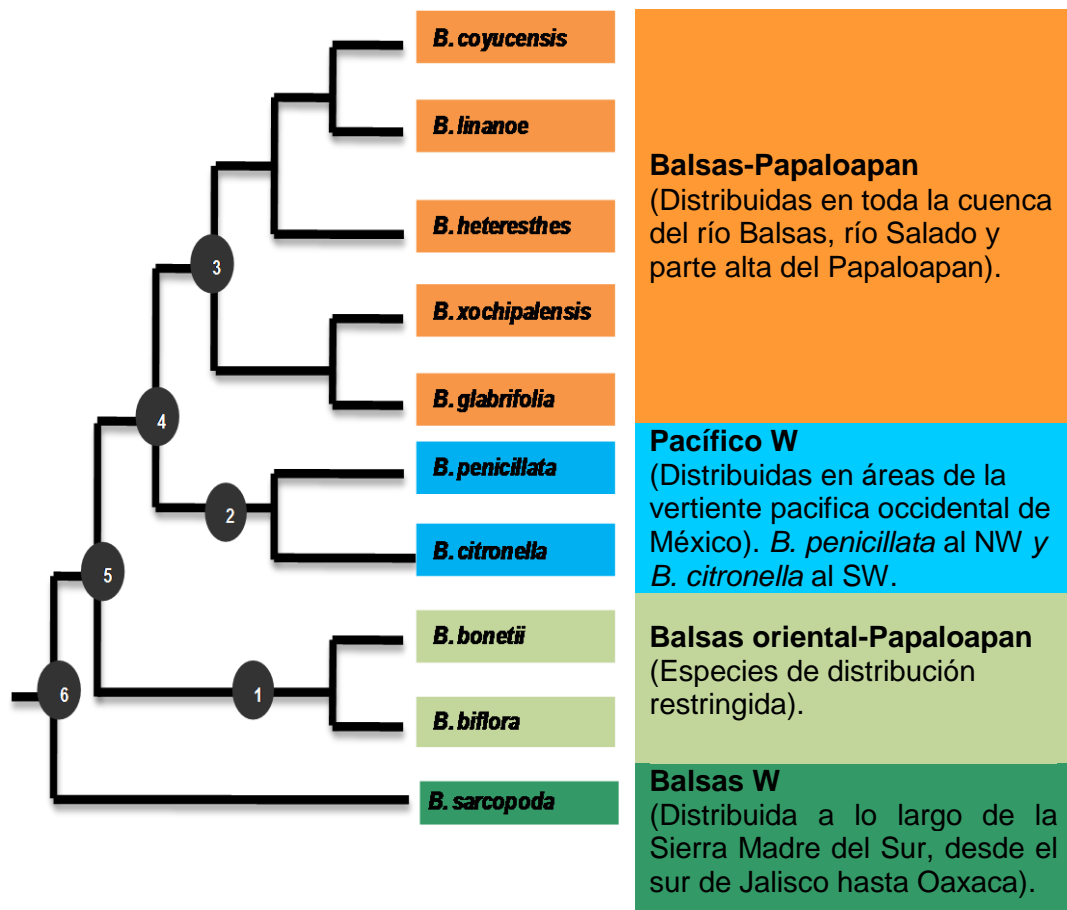 B. coyucensis
B. linanoe
B. heteresthes
3
B. xochipalensis
B. glabrifolia
4
B. penicillata
2
B. citronella
5
B. bonetii
1
B. biflora
6
B. sarcopoda
Balsas-Papaloapan
(Distribuidas en toda la cuenca
del río Balsas, río Salado y
parte alta del Papaloapan).
Pacífico W
(Distribuidas en áreas de la
vertiente pacifica occidental de
México). B. penicillata al NW y
B. citronella al SW.
Balsas oriental-Papaloapan
(Especies de distribución
restringida).
Balsas W
(Distribuida a lo largo de la
Sierra Madre del Sur, desde el
sur de Jalisco hasta Oaxaca).